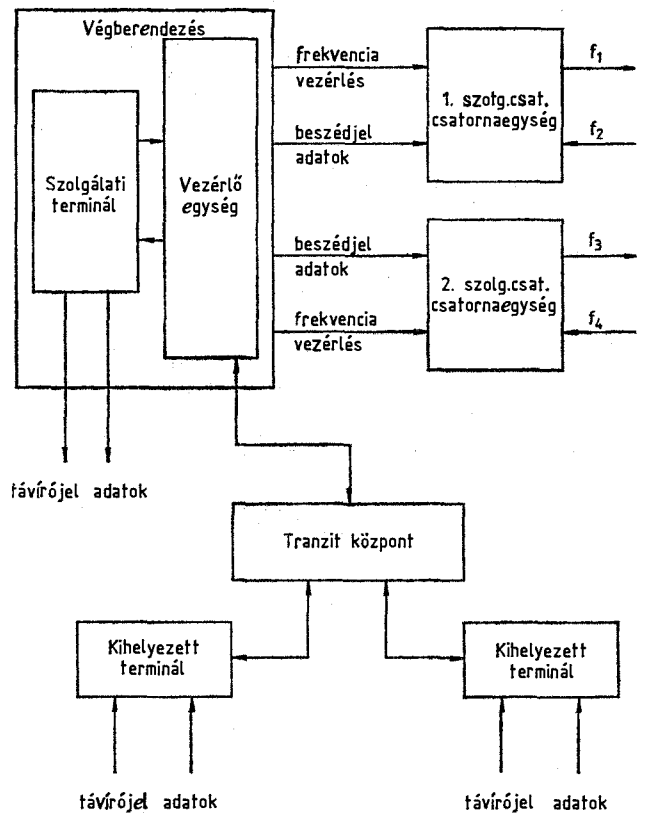 Végberendezés
Szolgálati
terminál
Vezérlő
egység
frekvencia
vezérlés
beszédjel
adatok
beszédjel
adatok
frekvencia
vezérlés
1. szolg.csat.
csatornaegység
f₁
f₂
2. szolg.csat.
csatornaegység
f₃
f₄
távírójel adatok
Tranzit központ
Kihelyezett
terminál
Kihelyezett
terminál
távírójel adatok
távírójel adatok